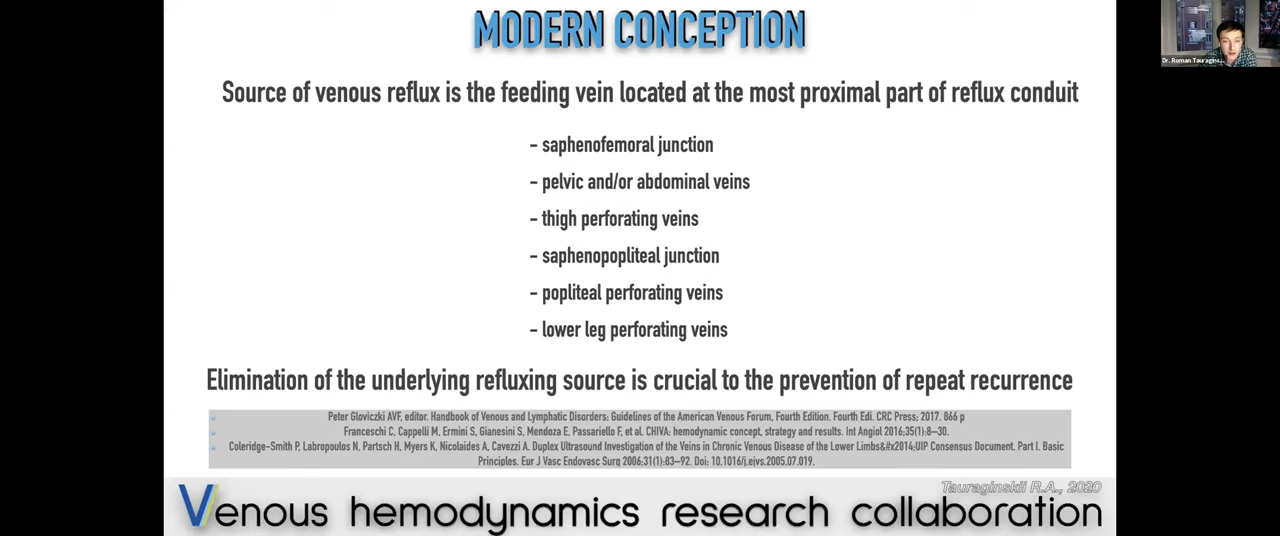 MODERN CONCEPTION
Source of venous reflux is the feeding vein located at the most proximal part of reflux conduit
- saphenofemoral junction
- pelvic and/or abdominal veins
- thigh perforating veins
- saphenopopliteal junction
- popliteal perforating veins
- lower leg perforating veins
Elimination of the underlying refluxing source is crucial to the prevention of repeat recurrence
Peter Gloviczki AVF, editor. Handbook of Venous and Lymphatic Disorders: Guidelines of the American Venous Forum, Fourth Edition. Fourth Edi. CRC Press; 2017. 866 p
Franceschi C, Cappelli M, Ermini S, Gianesini S, Mendoza E, Passariello F, et al. CHIVA: hemodynamic concept, strategy and results. Int Angiol 2016;35(1):8–30.
Coleridge-Smith P, Labropoulos N, Partsch H, Myers K, Nicolaides A, Cavezzi A. Duplex Ultrasound Investigation of the Veins in Chronic Venous Disease of the Lower Limbs&#x2014;UIP Consensus Document. Part I. Basic
Principles. Eur J Vasc Endovasc Surg 2006;31(1):83–92. Doi: 10.1016/j.ejvs.2005.07.019.
Tauraginskii R.A., 2020
Venous hemodynamics research collaboration
Dr. Roman Tauragins...